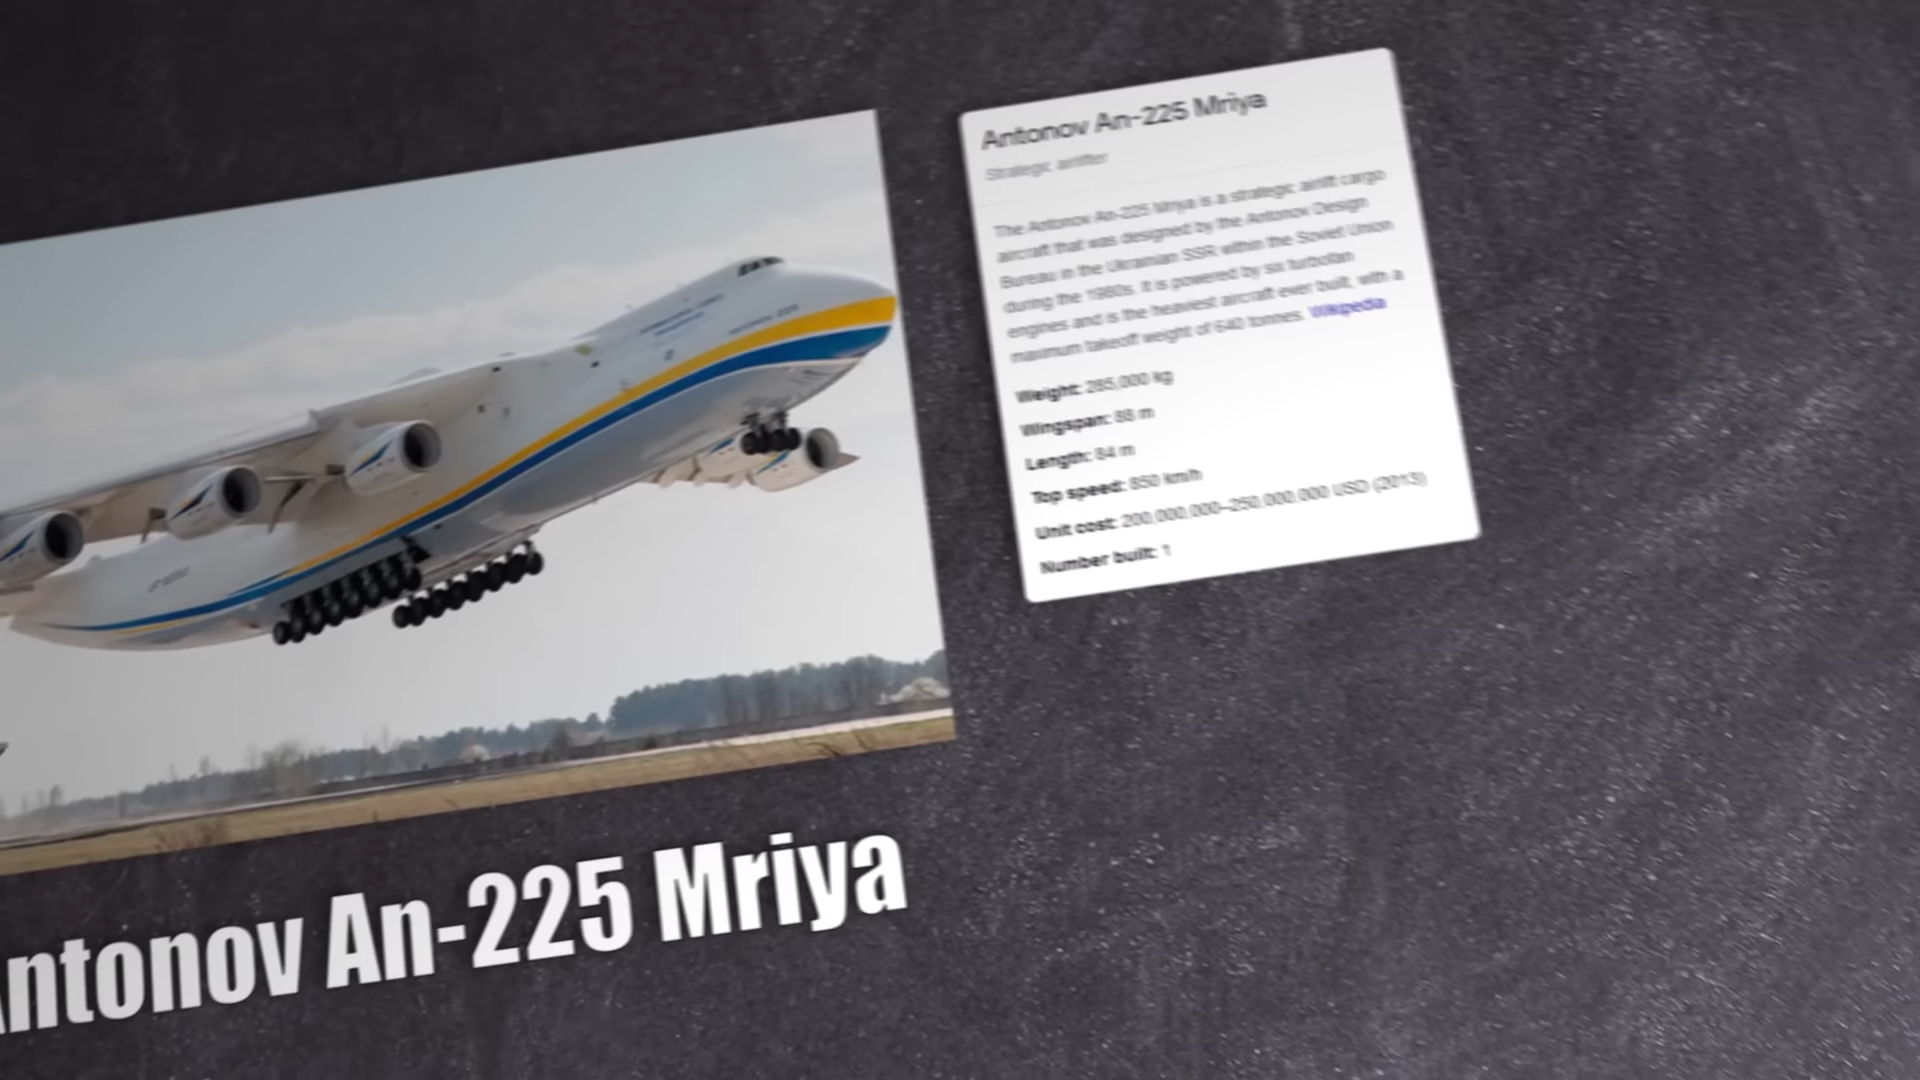 Antonov An-225 Mriya
Strategic airlifter
The Antonov An-225 Mriya is a strategic airlift cargo
aircraft that was designed by the Antonov Design
Bureau in the Ukrainian SSR within the Soviet Union
during the 1980s. It is powered by six turbofan
engines and is the heaviest aircraft ever built, with a
maximum takeoff weight of 640 tonnes. Wikipedia
Weight: 285,000 kg
Wingspan: 88 m
Length: 84 m
Top speed: 850 km/h
Unit cost: 200,000,000–250,000,000 USD (2013)
Number built: 1
Antonov An-225 Mriya